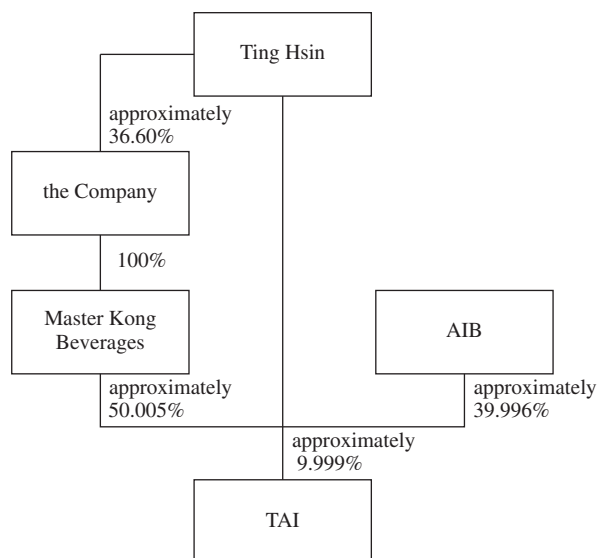 Ting Hsin
approximately
36.60%
the Company
100%
Master Kong
Beverages
AIB
approximately
50.005%
approximately
39.996%
approximately
9.999%
TAI